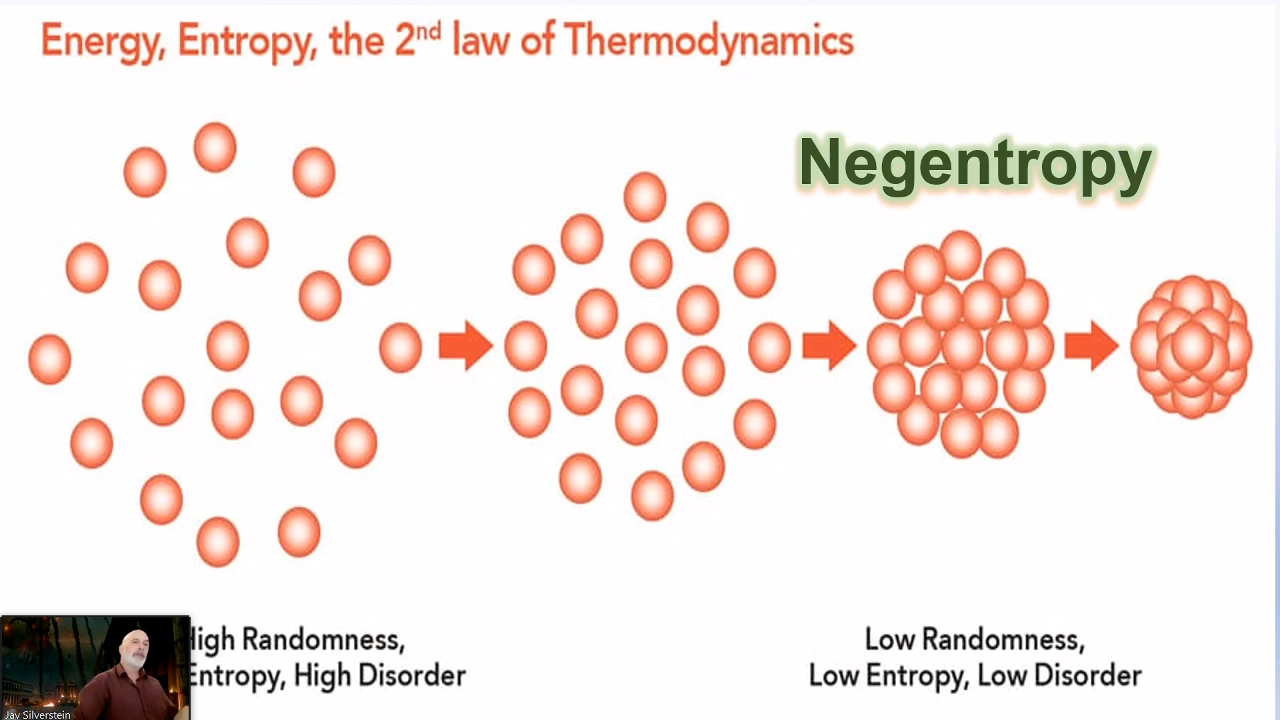 Energy, Entropy, the 2nd law of Thermodynamics
Negentropy
High Randomness,
Entropy, High Disorder
Low Randomness,
Low Entropy, Low Disorder
Jay Silverstein